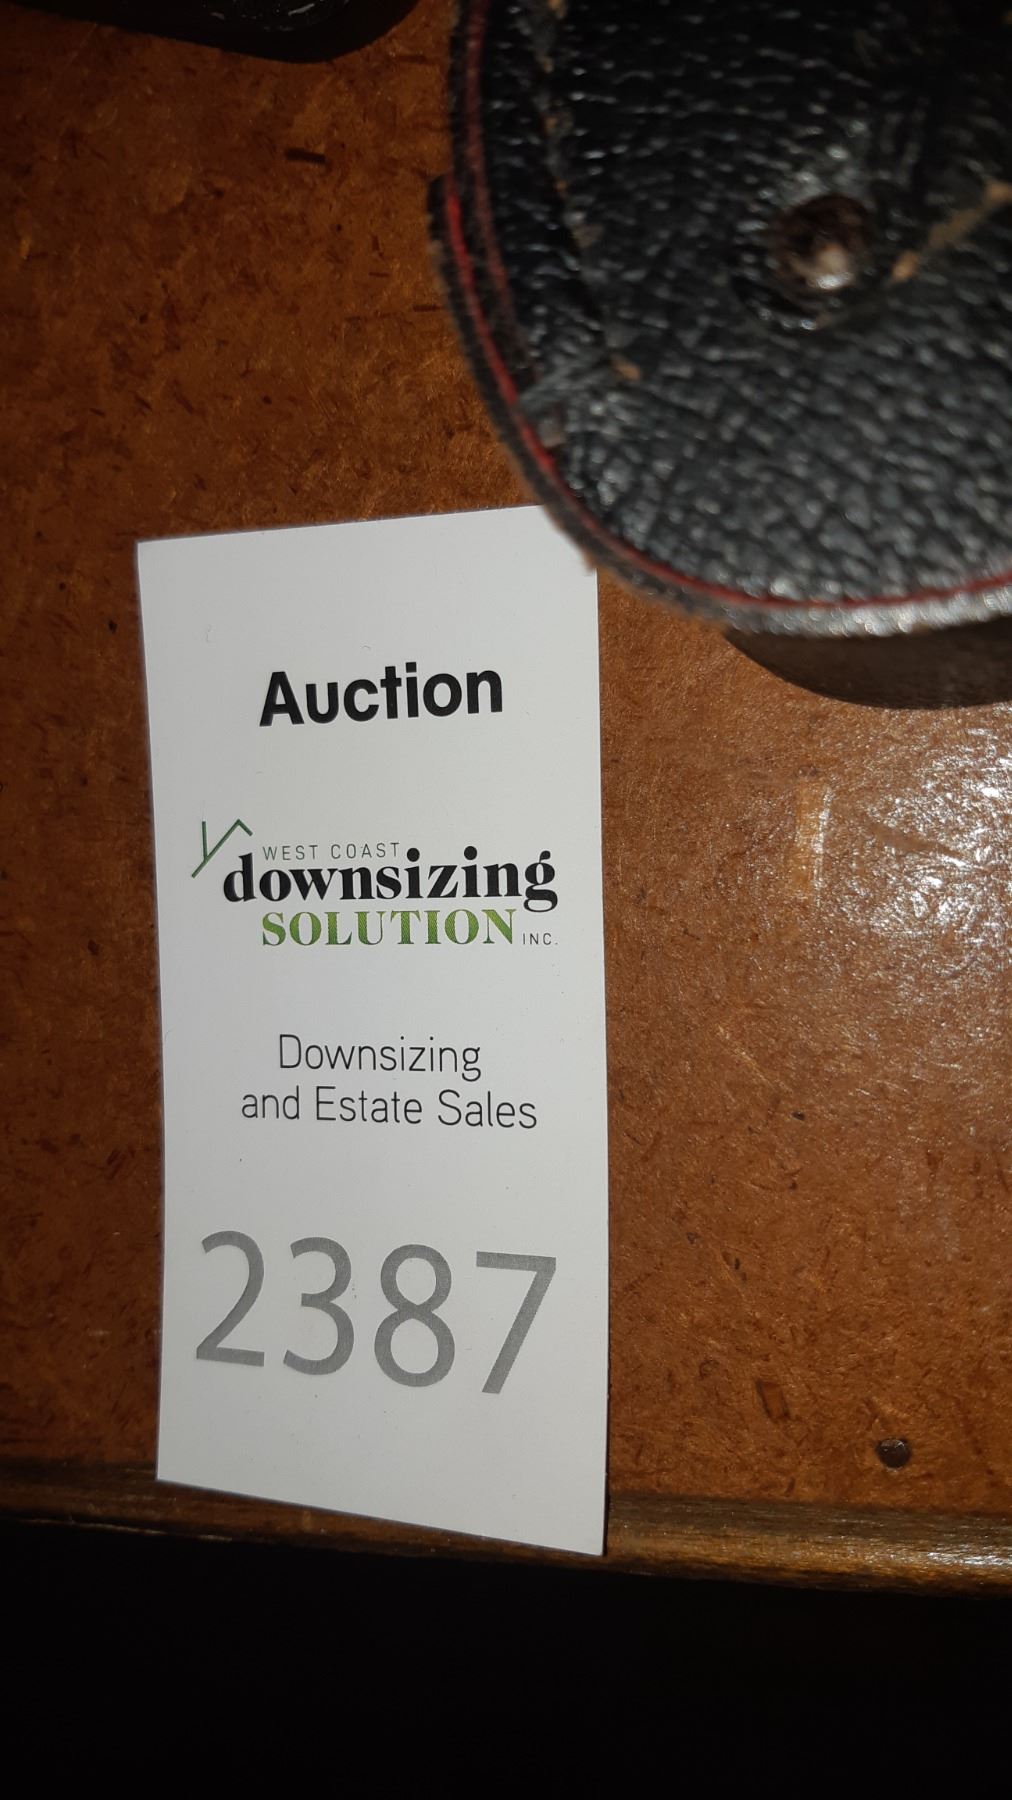 Auction
WEST COAST
downsizing
SOLUTION INC.
Downsizing
and Estate Sales
2387